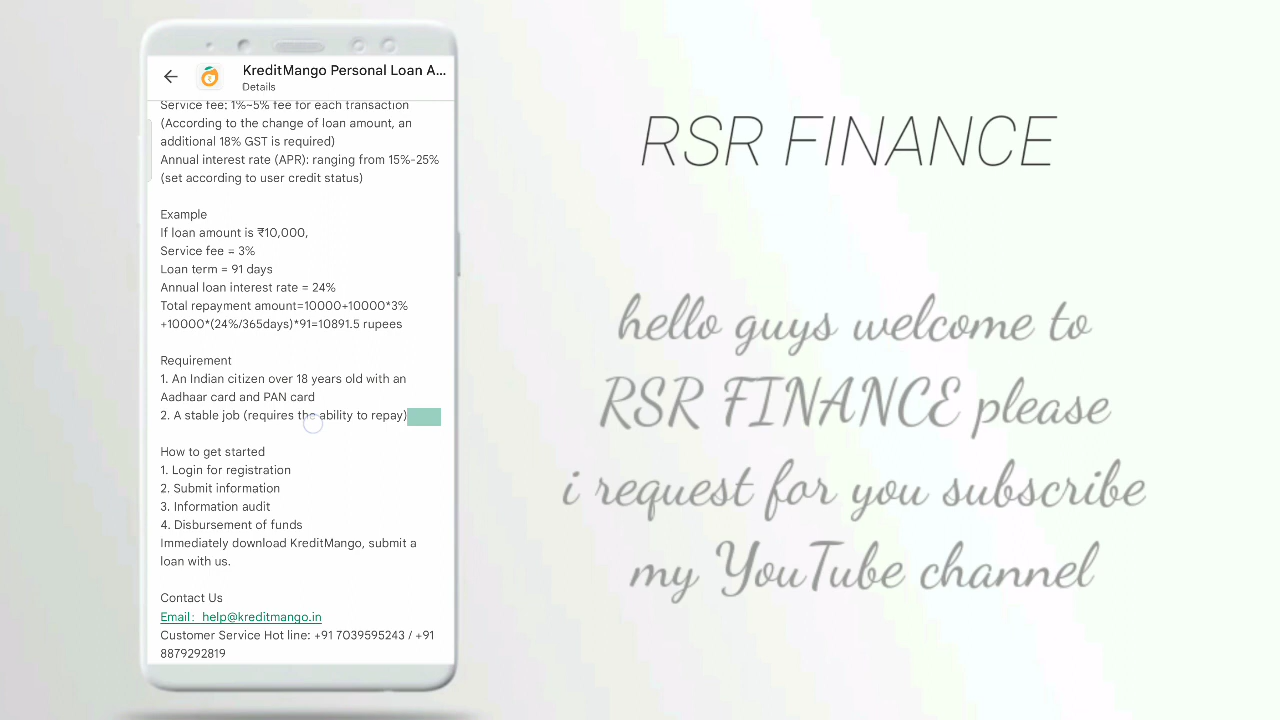 KreditMango Personal Loan A...
Details
Service fee: 1%~5% fee for each transaction
(According to the change of loan amount, an
additional 18% GST is required)
Annual interest rate (APR): ranging from 15%-25%
(set according to user credit status)
Example
If loan amount is ₹10,000,
Service fee = 3%
Loan term = 91 days
Annual loan interest rate = 24%
Total repayment amount=10000+10000*3%
+10000*(24%/365days)*91=10891.5 rupees
Requirement
1. An Indian citizen over 18 years old with an
Aadhaar card and PAN card
2. A stable job (requires the ability to repay)
How to get started
1. Login for registration
2. Submit information
3. Information audit
4. Disbursement of funds
Immediately download KreditMango, submit a
loan with us.
Contact Us
Email: help@kreditmango.in
Customer Service Hot line: +91 7039595243 / +91
8879292819
RSR FINANCE
hello guys welcome to
RSR FINANCE please
i request for you subscribe
my YouTube channel